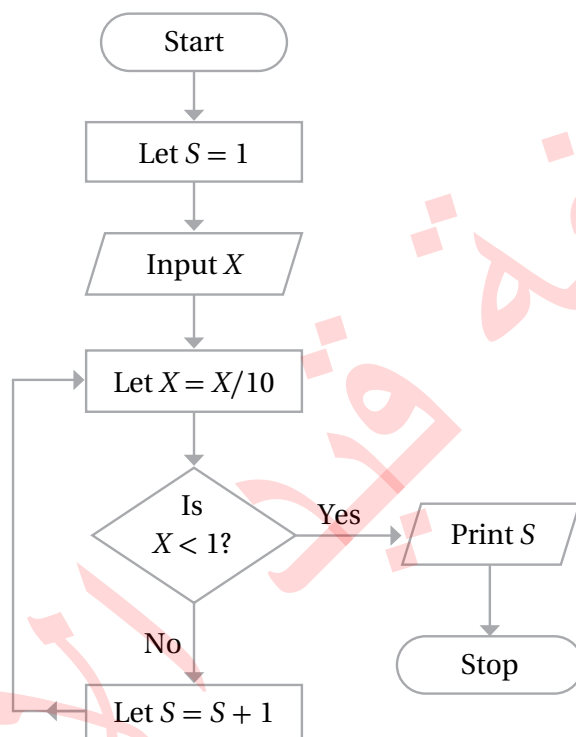 Start
Let S = 1
Input X
Let X = X/10
Is
X < 1?
Yes
Print S
No
Stop
Let S = S + 1